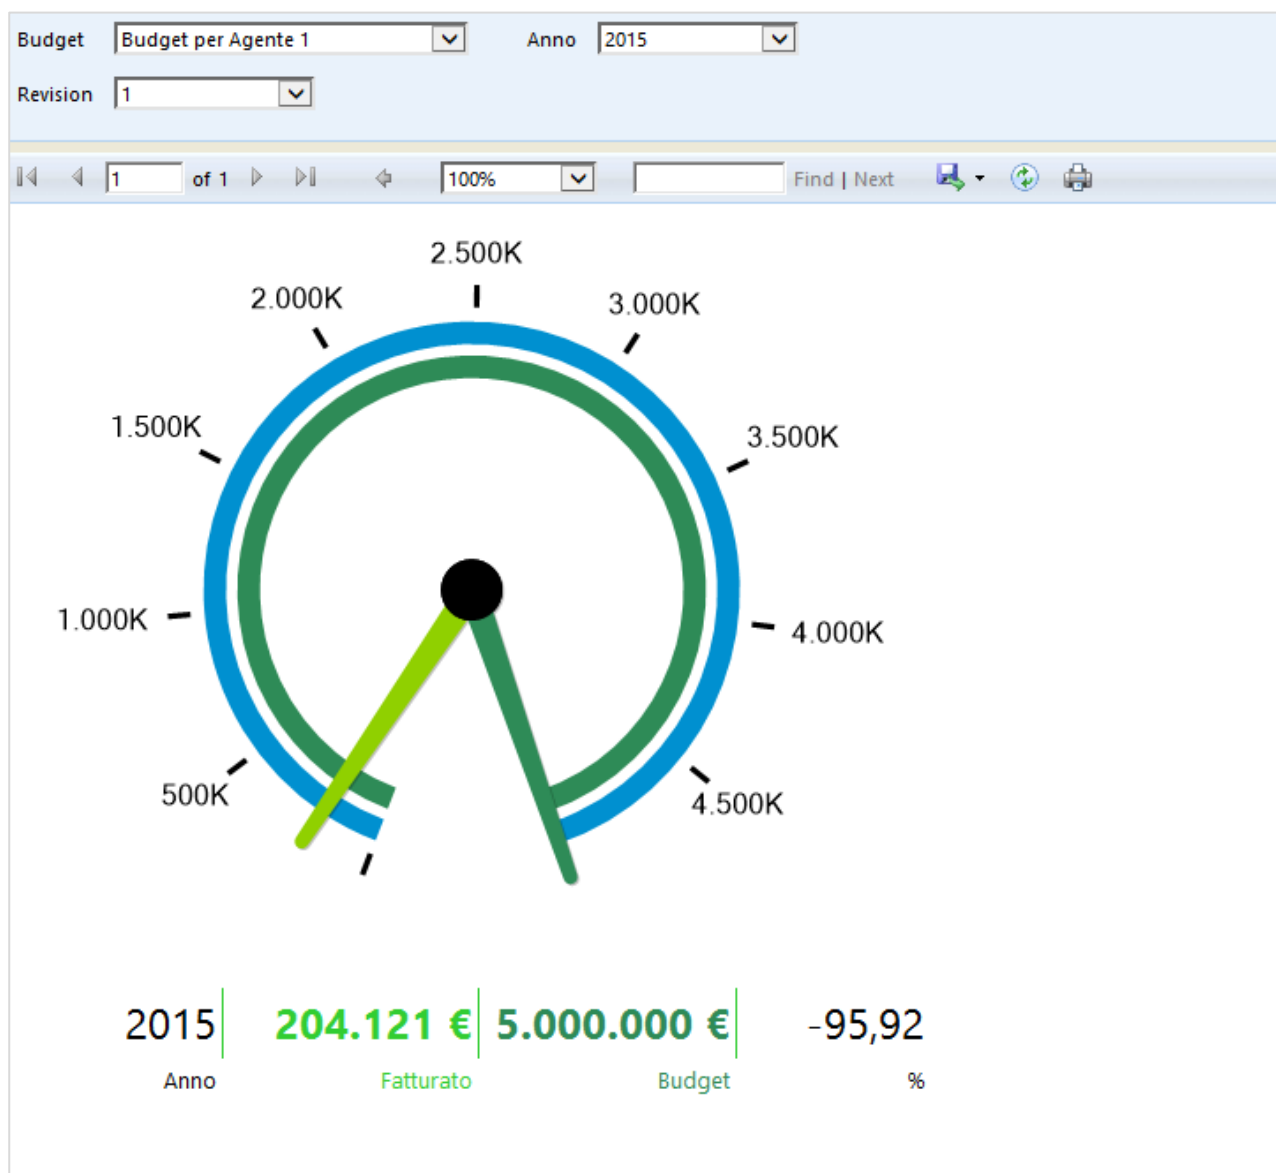 Budget Budget per Agente 1 Anno 2015
Revision 1
1 of 1 100% Find | Next
2.500K
2.000K
3.000K
1.500K
3.500K
1.000K
4.000K
500K
4.500K
2015 204.121 € 5.000.000 € -95,92
Anno Fatturato Budget %